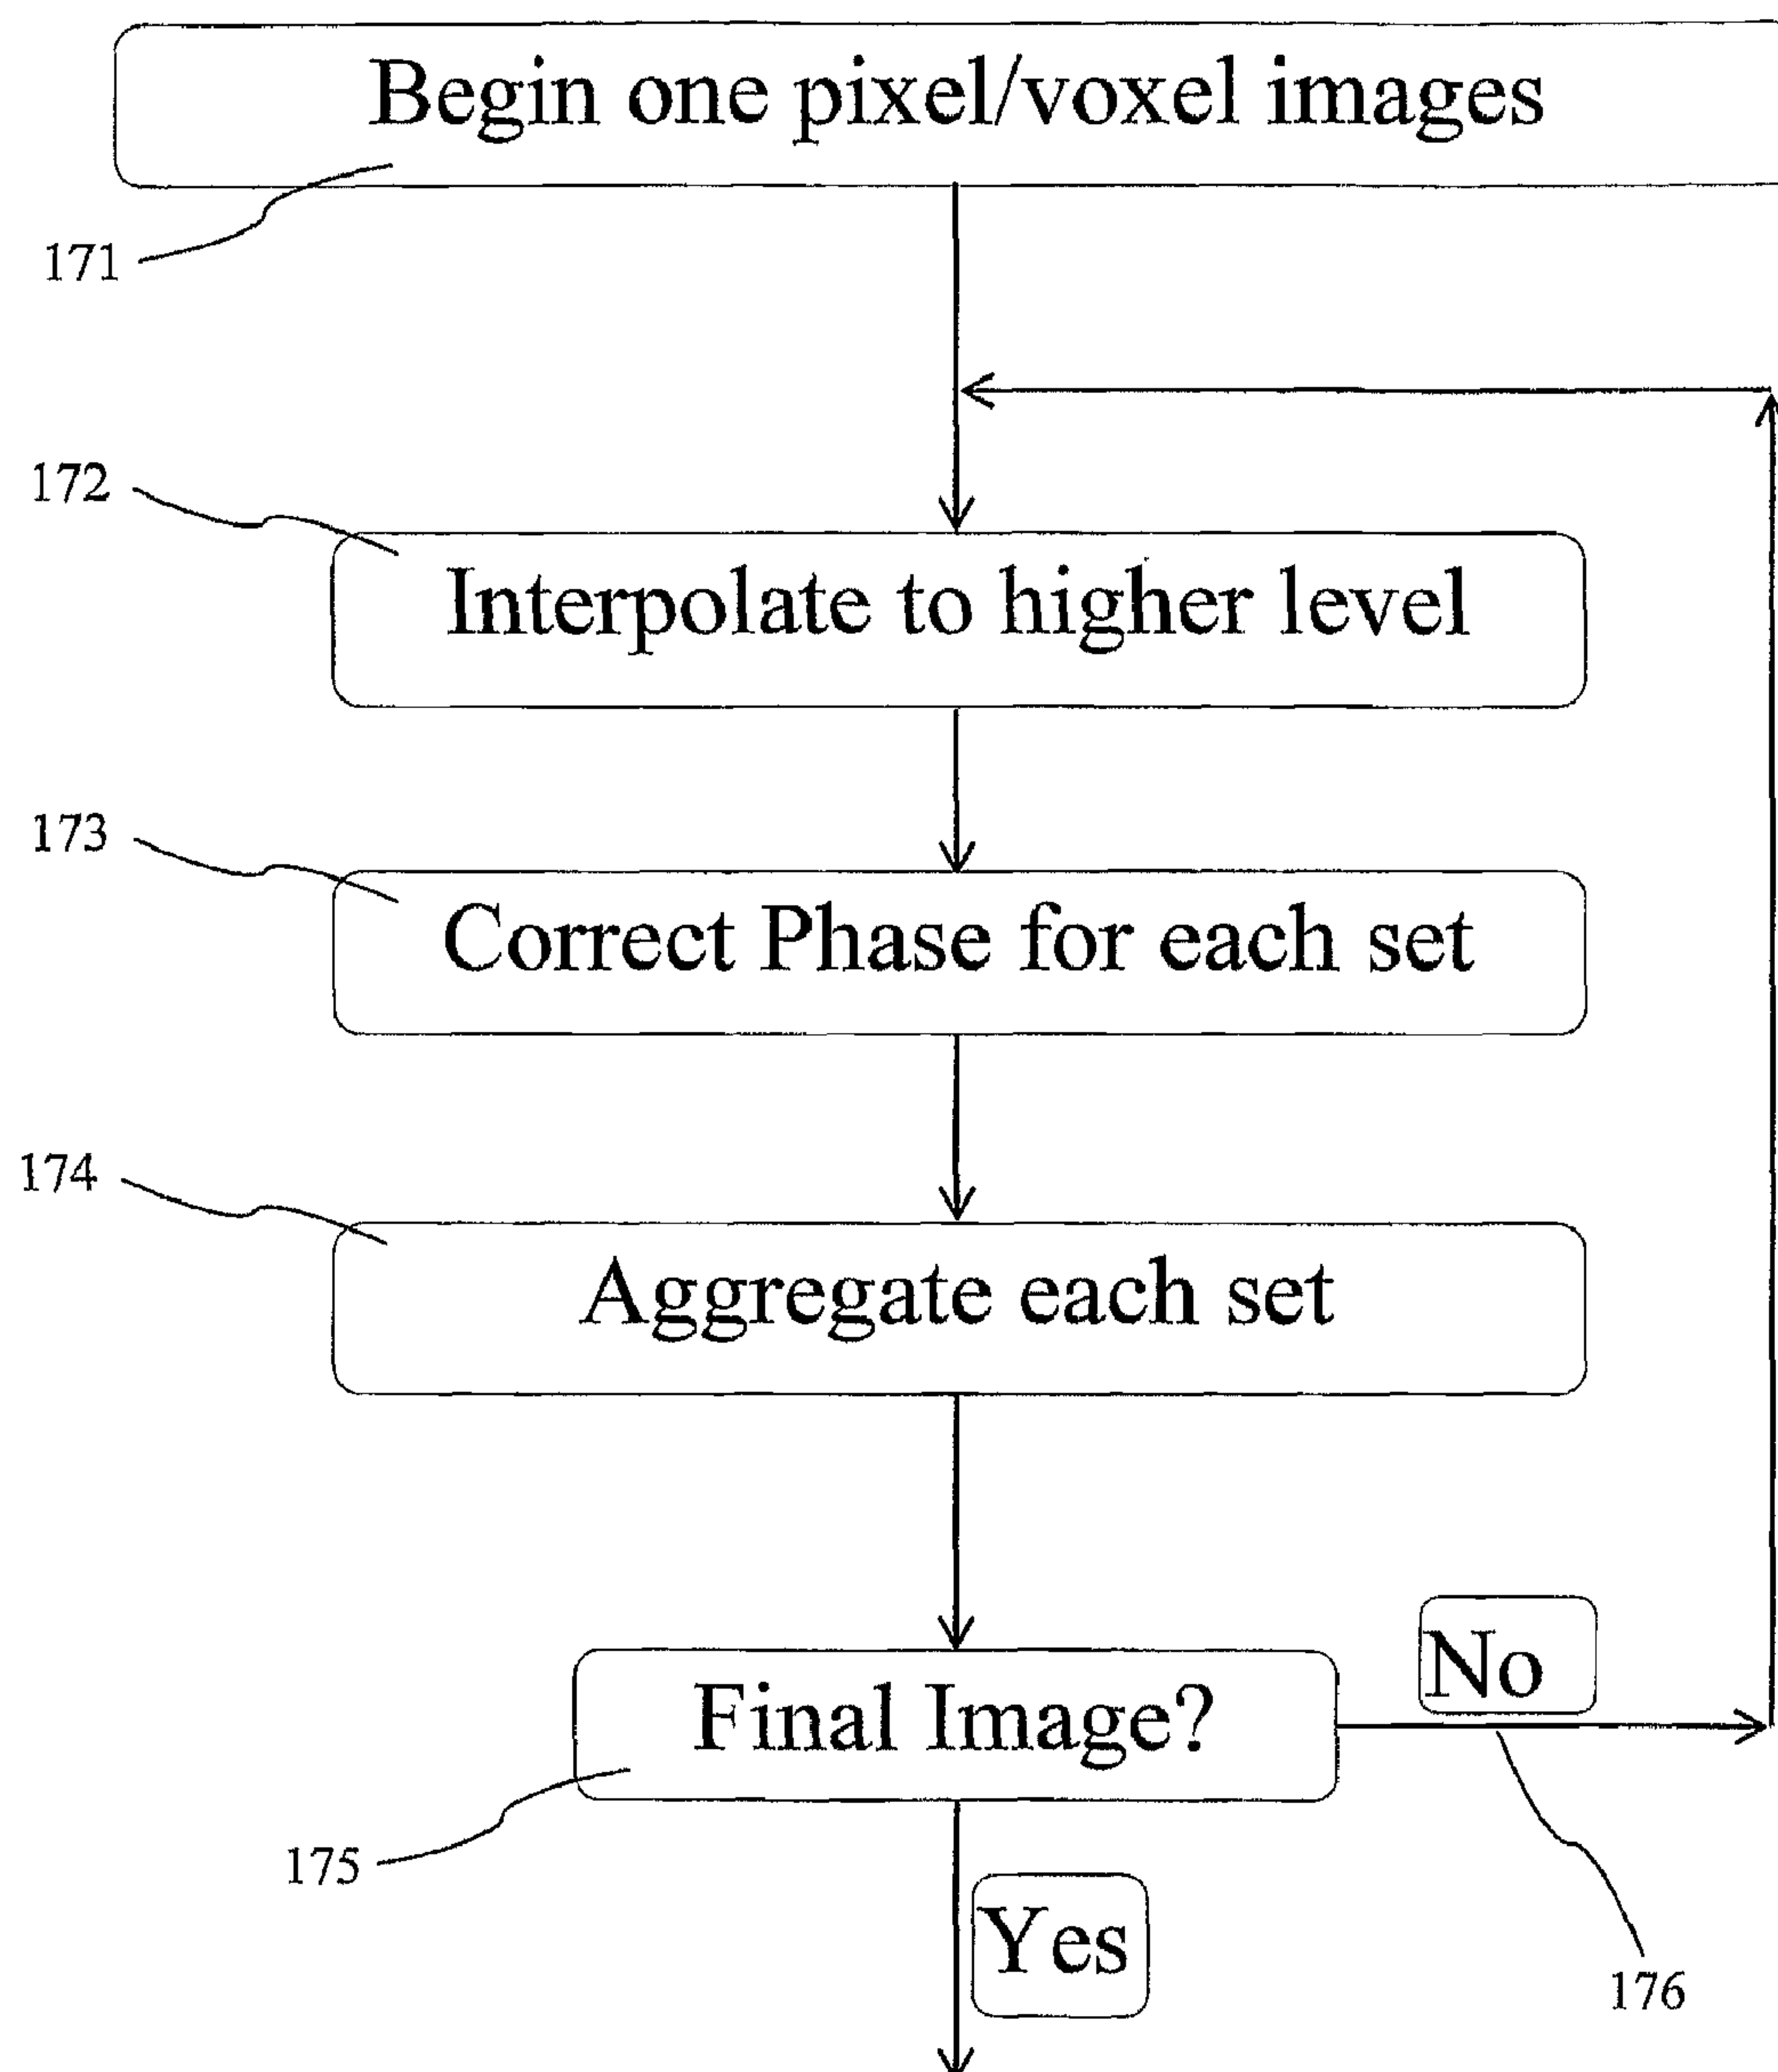 Begin one pixel/voxel images
171
172
Interpolate to higher level
173
Correct Phase for each set
174
Aggregate each set
No
Final Image?
175
Yes
176